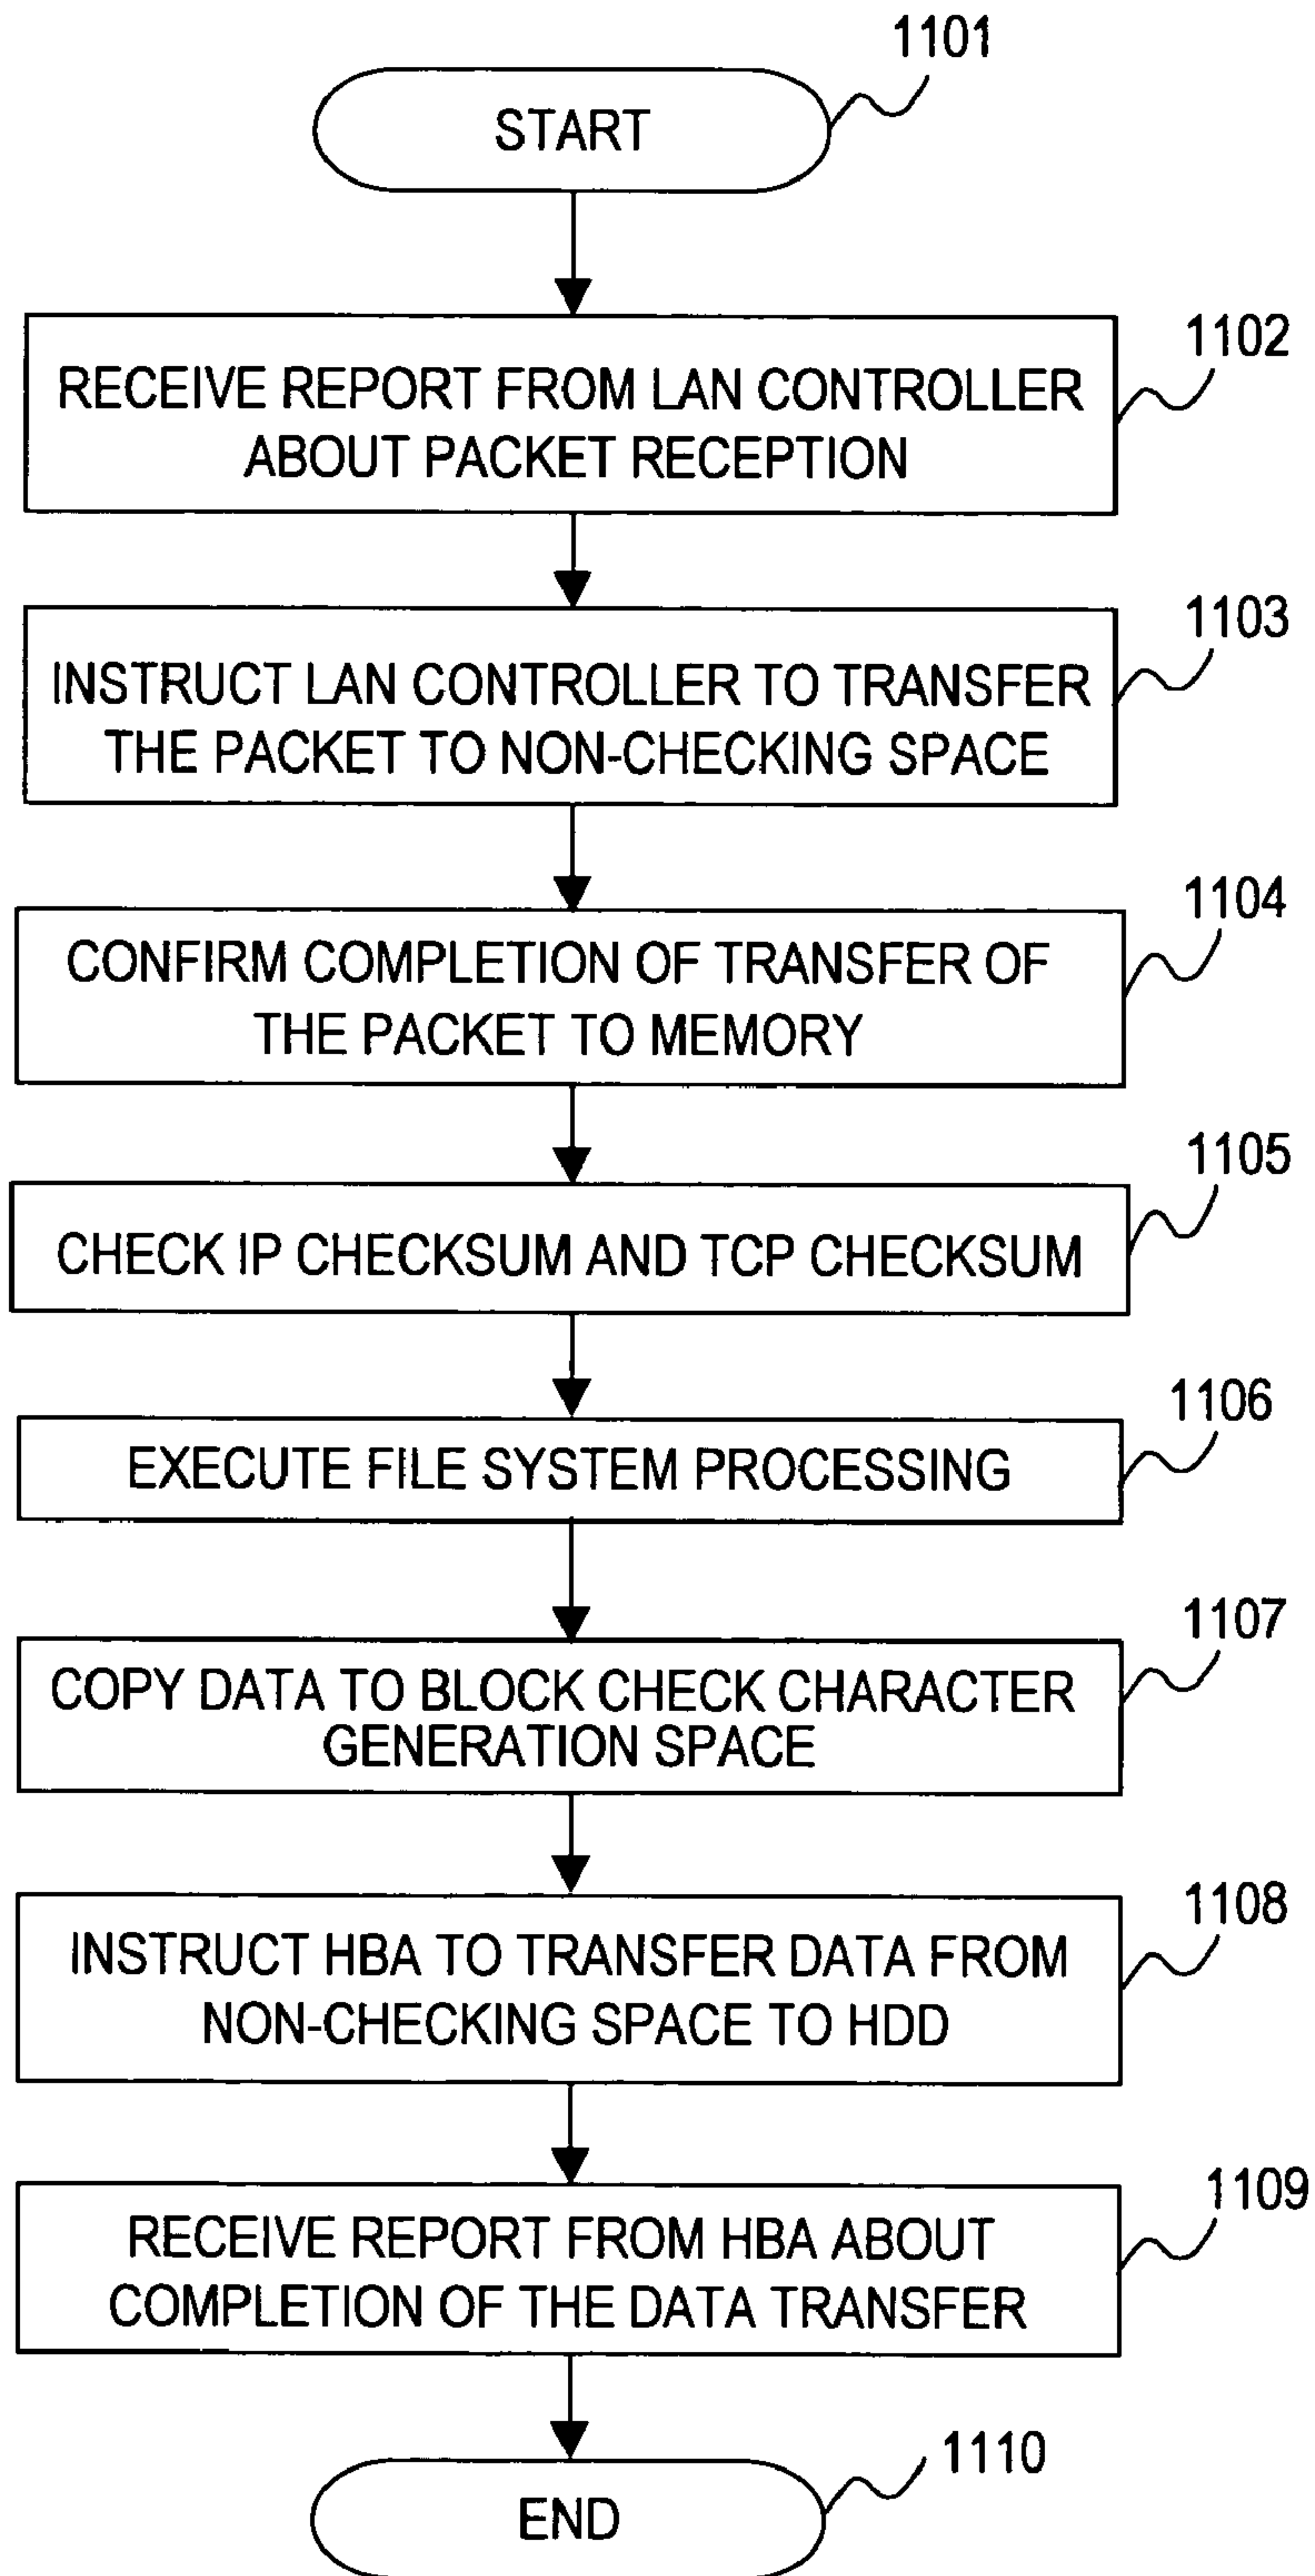 1101
START
1102
RECEIVE REPORT FROM LAN CONTROLLER
ABOUT PACKET RECEPTION
1103
INSTRUCT LAN CONTROLLER TO TRANSFER
THE PACKET TO NON-CHECKING SPACE
1104
CONFIRM COMPLETION OF TRANSFER OF
THE PACKET TO MEMORY
1105
CHECK IP CHECKSUM AND TCP CHECKSUM
1106
EXECUTE FILE SYSTEM PROCESSING
1107
COPY DATA TO BLOCK CHECK CHARACTER
GENERATION SPACE
1108
INSTRUCT HBA TO TRANSFER DATA FROM
NON-CHECKING SPACE TO HDD
1109
RECEIVE REPORT FROM HBA ABOUT
COMPLETION OF THE DATA TRANSFER
1110
END